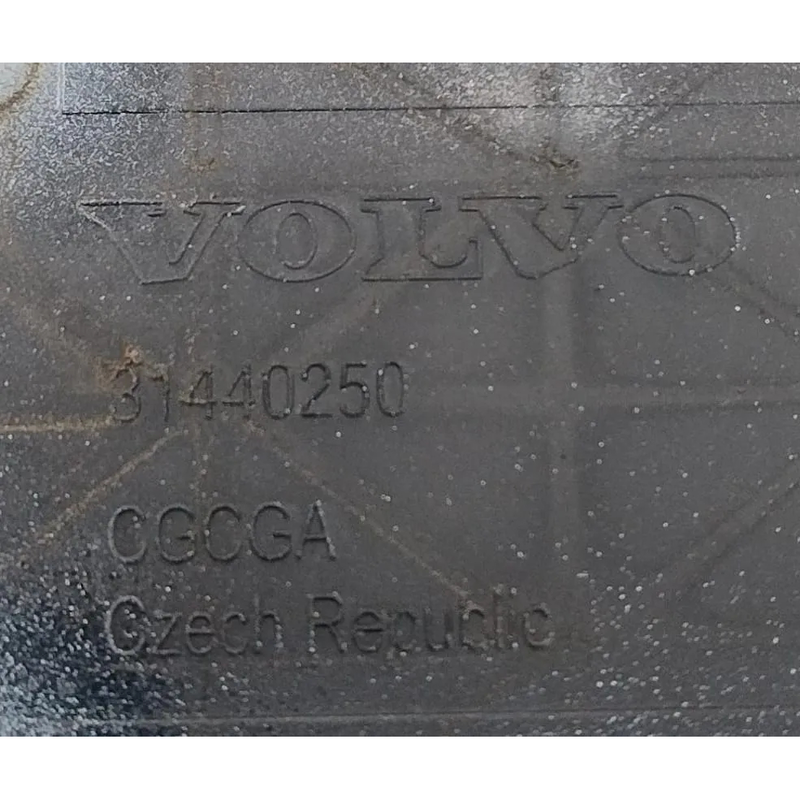 VOLVO
31440250
CGCGA
Czech Republic